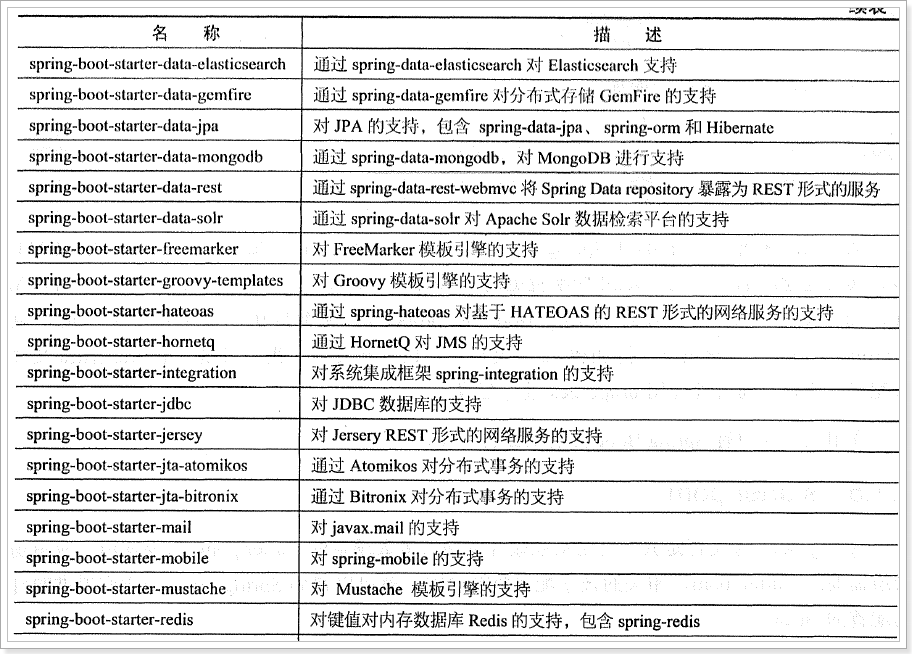 续表
名 称 描 述
spring-boot-starter-data-elasticsearch 通过 spring-data-elasticsearch 对 Elasticsearch 支持
spring-boot-starter-data-gemfire 通过 spring-data-gemfire 对分布式存储 GemFire 的支持
spring-boot-starter-data-jpa 对 JPA 的支持，包含 spring-data-jpa、spring-orm 和 Hibernate
spring-boot-starter-data-mongodb 通过 spring-data-mongodb，对 MongoDB 进行支持
spring-boot-starter-data-rest 通过 spring-data-rest-webmvc 将 Spring Data repository 暴露为 REST 形式的服务
spring-boot-starter-data-solr 通过 spring-data-solr 对 Apache Solr 数据检索平台的支持
spring-boot-starter-freemarker 对 FreeMarker 模板引擎的支持
spring-boot-starter-groovy-templates 对 Groovy 模板引擎的支持
spring-boot-starter-hateoas 通过 spring-hateoas 对基于 HATEOAS 的 REST 形式的网络服务的支持
spring-boot-starter-hornetq 通过 HornetQ 对 JMS 的支持
spring-boot-starter-integration 对系统集成框架 spring-integration 的支持
spring-boot-starter-jdbc 对 JDBC 数据库的支持
spring-boot-starter-jersey 对 Jersery REST 形式的网络服务的支持
spring-boot-starter-jta-atomikos 通过 Atomikos 对分布式事务的支持
spring-boot-starter-jta-bitronix 通过 Bitronix 对分布式事务的支持
spring-boot-starter-mail 对 javax.mail 的支持
spring-boot-starter-mobile 对 spring-mobile 的支持
spring-boot-starter-mustache 对 Mustache 模板引擎的支持
spring-boot-starter-redis 对键值对内存数据库 Redis 的支持，包含 spring-redis